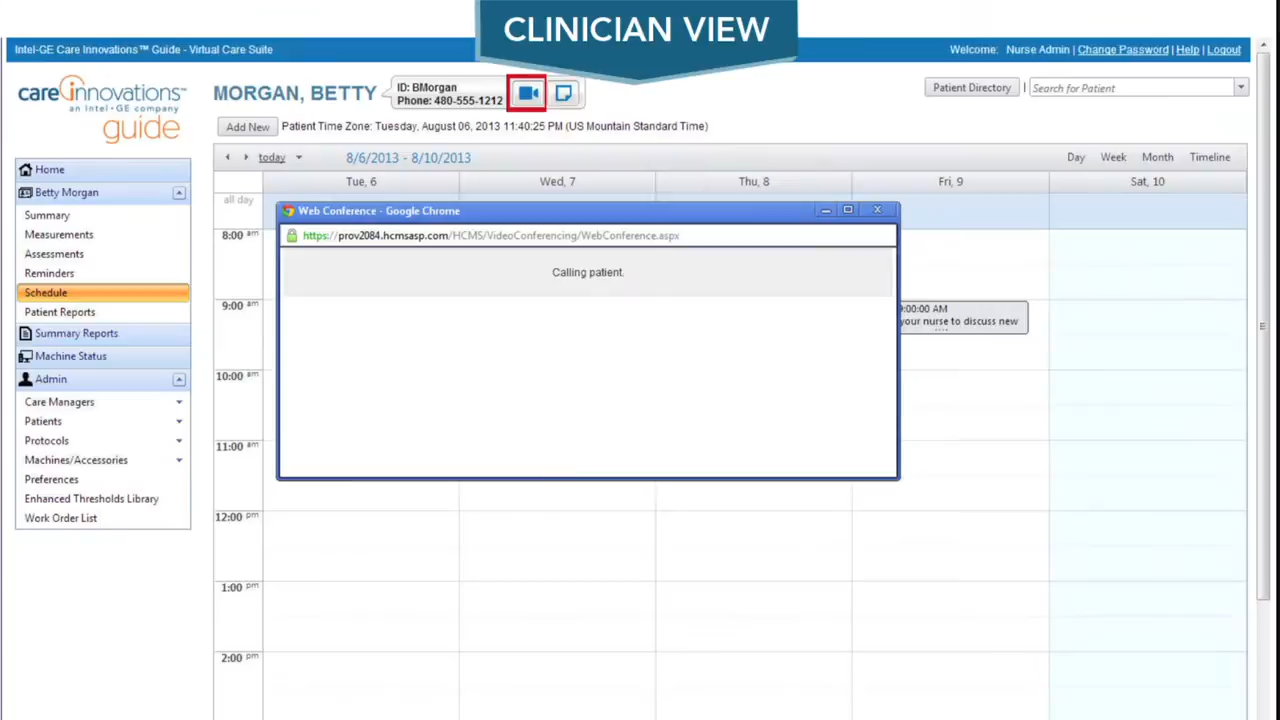 CLINICIAN VIEW
Intel-GE Care Innovations™ Guide - Virtual Care Suite
Welcome: Nurse Admin | Change Password | Help | Logout
care innovations™
an Intel•GE company
guide
MORGAN, BETTY
ID: BMorgan
Phone: 480-555-1212
Patient Directory | Search for Patient
Add New Patient Time Zone: Tuesday, August 06, 2013 11:40:25 PM (US Mountain Standard Time)
today 8/6/2013 - 8/10/2013 Day Week Month Timeline
Tue, 6 Wed, 7 Thu, 8 Fri, 9 Sat, 10
all day
Home
Betty Morgan
Summary
Measurements
Assessments
Reminders
Schedule
Patient Reports
Summary Reports
Machine Status
Admin
Care Managers
Patients
Protocols
Machines/Accessories
Preferences
Enhanced Thresholds Library
Work Order List
Web Conference - Google Chrome
https://prov2084.hcmsasp.com/HCMS/VideoConferencing/WebConference.aspx
Calling patient.
8:00 am
9:00 am
:00:00 AM
your nurse to discuss new
10:00 am
11:00 am
12:00 pm
1:00 pm
2:00 pm